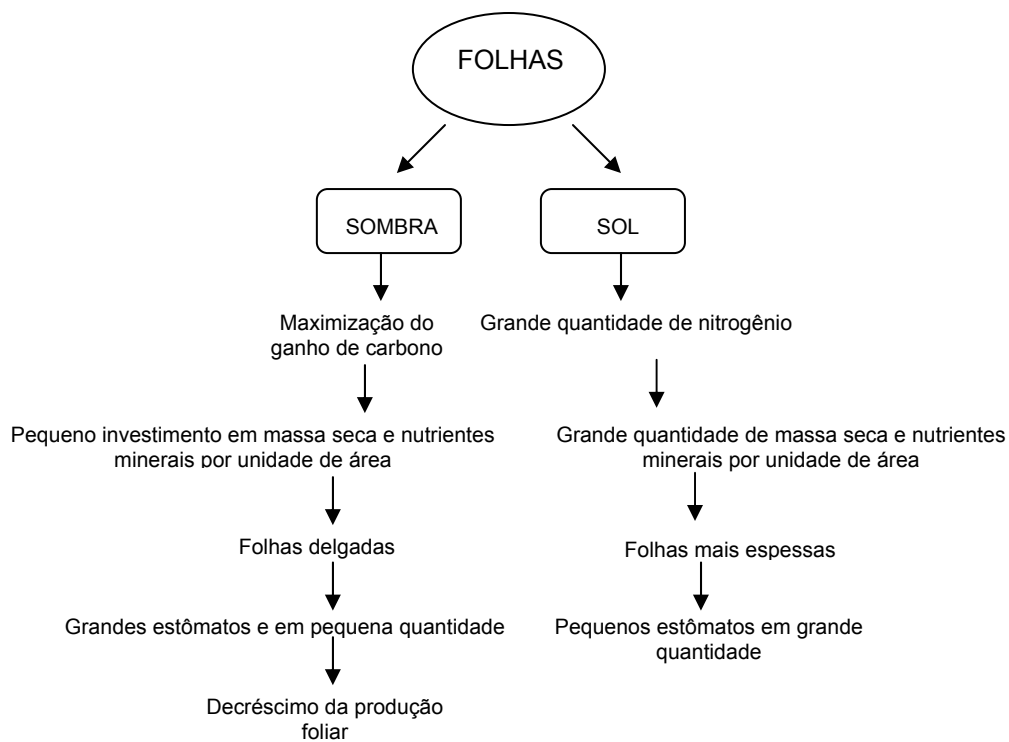 FOLHAS
SOMBRA
SOL
Maximização do
ganho de carbono
Grande quantidade de nitrogênio
Pequeno investimento em massa seca e nutrientes
minerais por unidade de área
Grande quantidade de massa seca e nutrientes
minerais por unidade de área
Folhas delgadas
Folhas mais espessas
Grandes estômatos e em pequena quantidade
Pequenos estômatos em grande
quantidade
Decréscimo da produção
foliar